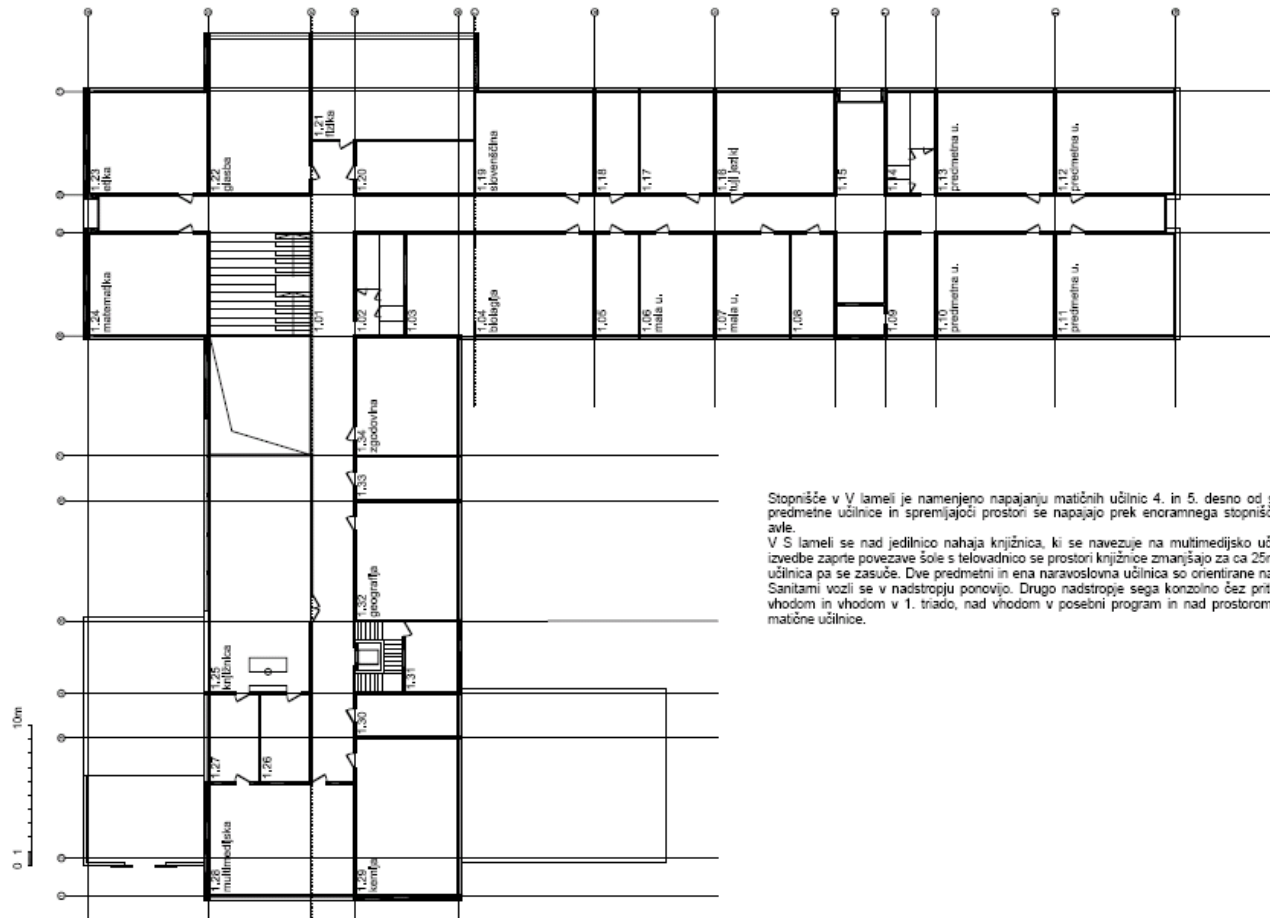 1.23
etika
1.22
glasba
1.21
fizika
1.20
1.19
slovenščina
1.18
1.17
1.16
tuji jeziki
1.15
1.14
1.13
predmetna u.
1.12
predmetna u.
1.24
matematika
1.01
1.02
1.03
1.04
biologija
1.05
1.06
mala u.
1.07
mala u.
1.08
1.09
1.10
predmetna u.
1.11
predmetna u.
1.34
zgodovina
1.33
1.32
geografija
1.31
1.25
knjižnica
1.30
1.27
1.26
1.28
multimedijska
1.29
kemija
0 1
10m
Stopnišče v V lameli je namenjeno napajanju matičnih učilnic 4. in 5. desno od
predmetne učilnice in spremljajoči prostori se napajajo prek enoramnega
avle.
V S lameli se nad jedilnico nahaja knjižnica, ki se navezuje na multimedijsko
izvedbe zaprte povezave šole s telovadnico se prostori knjižnice zmanjšajo za ca
učilnica pa se zasuče. Dve predmetni in ena naravoslovna učilnica so orientirane
Sanitarni vozli se v nadstropju ponovijo. Drugo nadstropje sega konzolno čez
vhodom in vhodom v 1. triado, nad vhodom v posebni program in nad
matične učilnice.